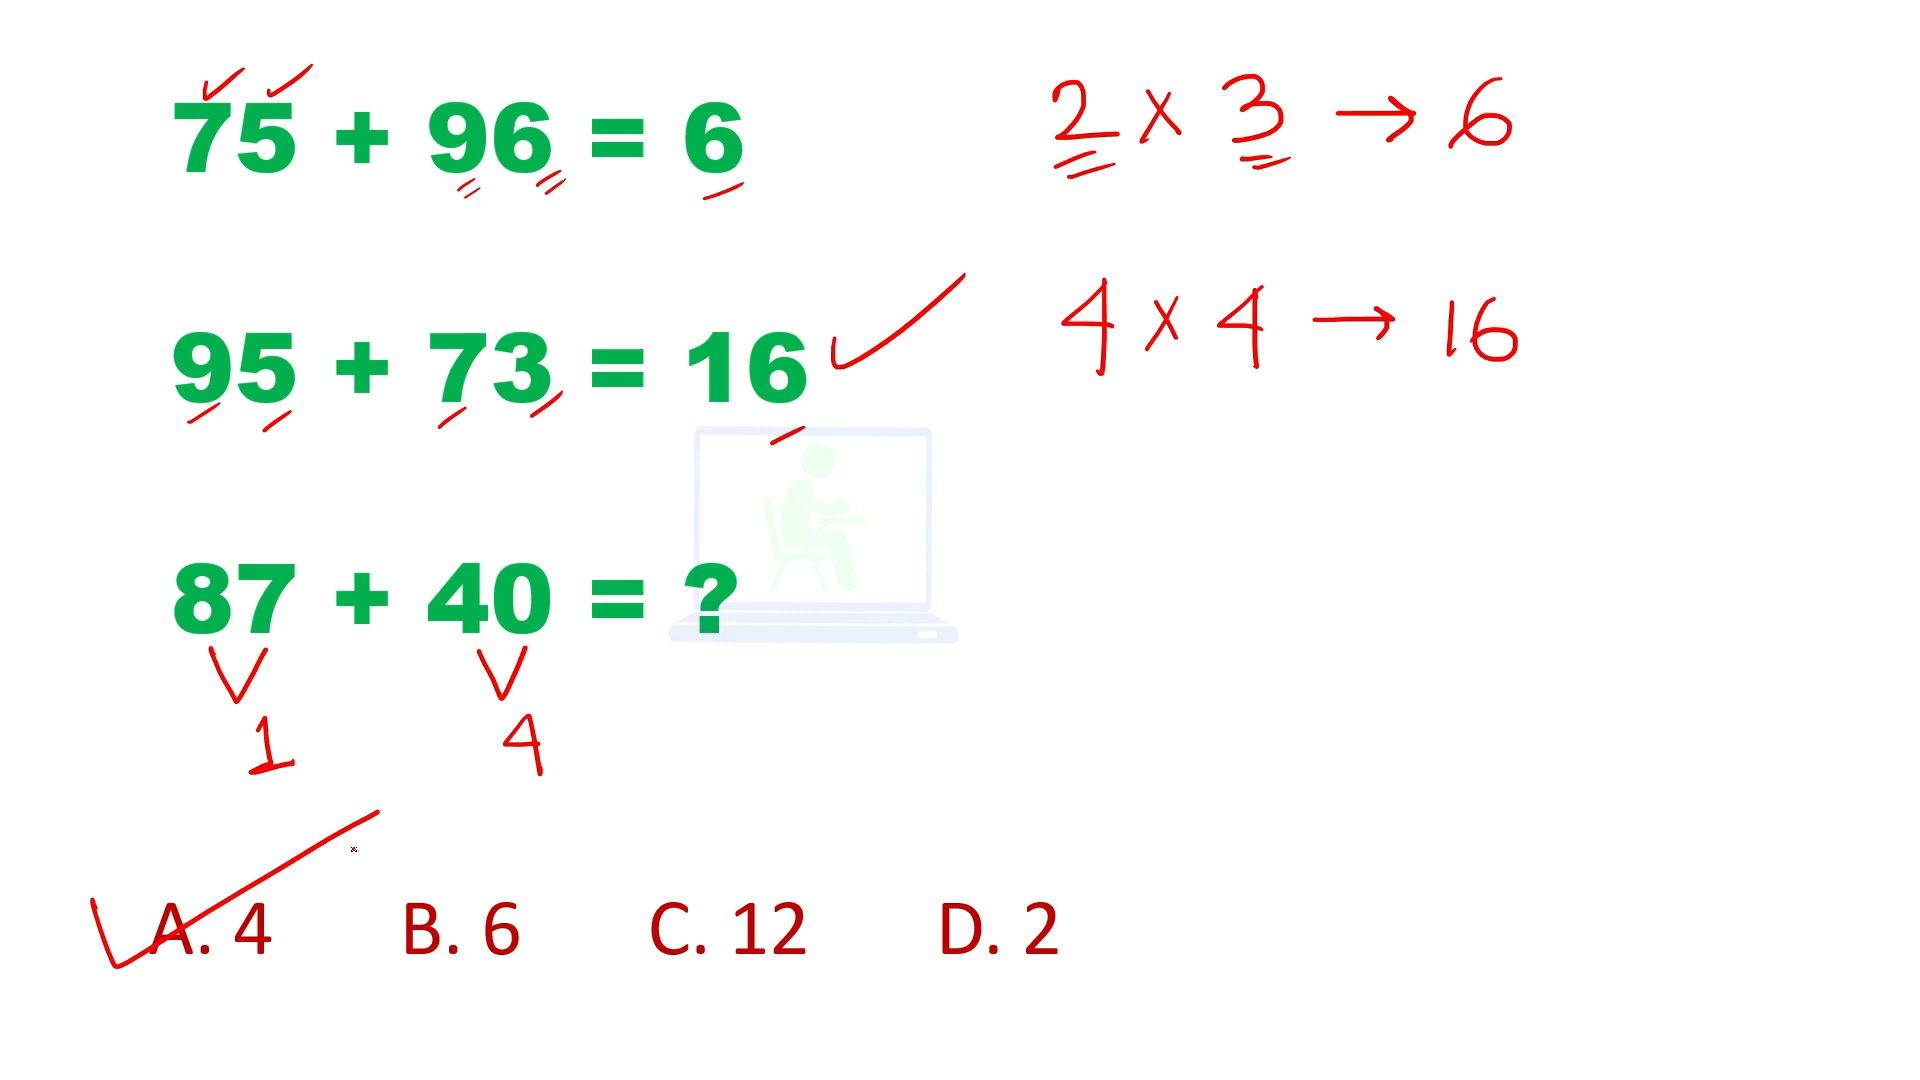 75 + 96 = 6
2 × 3 → 6
95 + 73 = 16
4 × 4 → 16
87 + 40 = ?
1 4
A. 4 B. 6 C. 12 D. 2